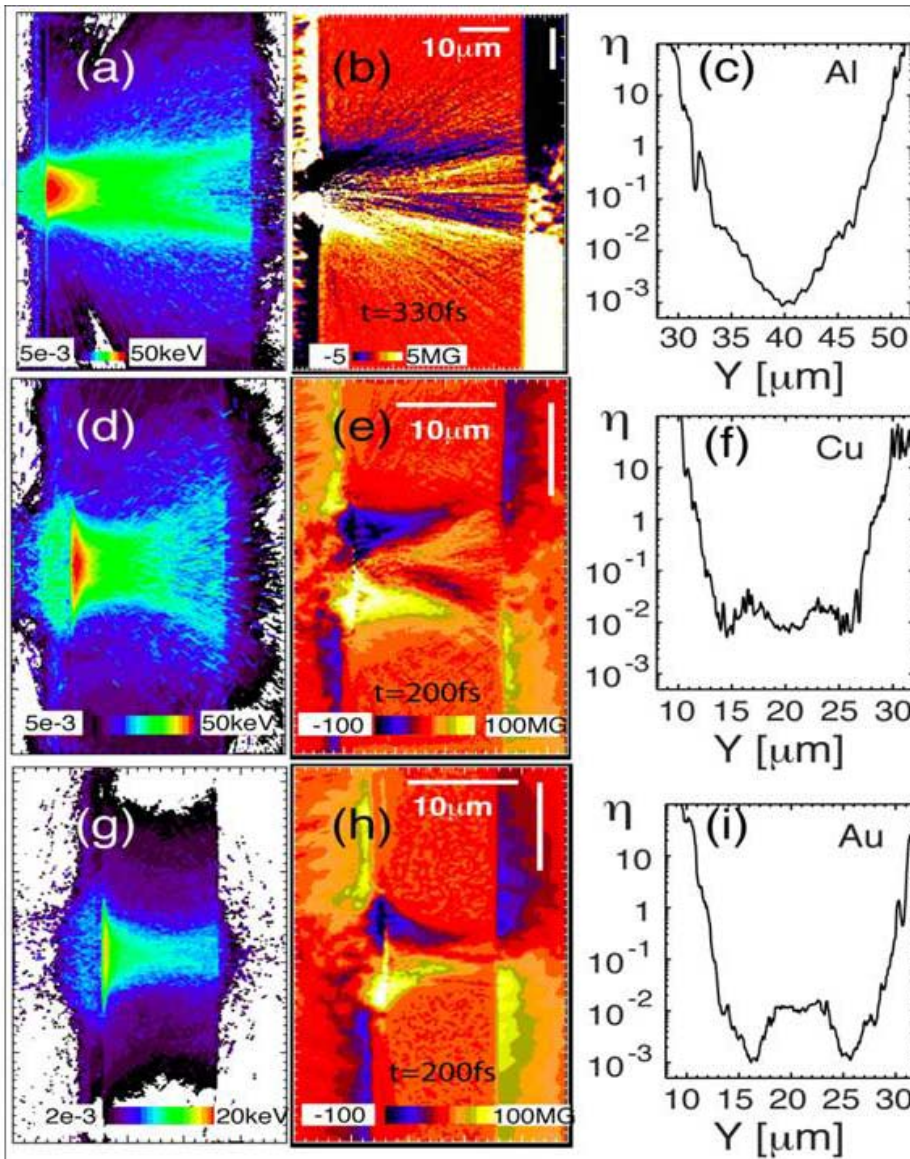 (a)
5e-3 50keV
(b)
10μm
t=330fs
-5 5MG
(c)
Al
η
10
1
10⁻¹
10⁻²
10⁻³
30 35 40 45 50
Y [μm]
(d)
5e-3 50keV
(e)
10μm
t=200fs
-100 100MG
(f)
Cu
η
10
1
10⁻¹
10⁻²
10⁻³
10 15 20 25 30
Y [μm]
(g)
2e-3 20keV
(h)
10μm
t=200fs
-100 100MG
(i)
Au
η
10
1
10⁻¹
10⁻²
10⁻³
10 15 20 25 30
Y [μm]